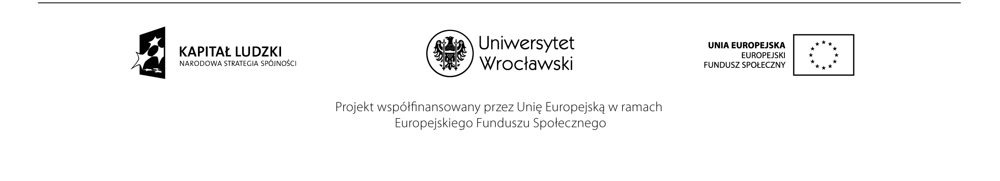 KAPITAŁ LUDZKI
NARODOWA STRATEGIA SPÓJNOŚCI
Uniwersytet
Wrocławski
UNIA EUROPEJSKA
EUROPEJSKI
FUNDUSZ SPOŁECZNY
Projekt współfinansowany przez Unię Europejską w ramach
Europejskiego Funduszu Społecznego